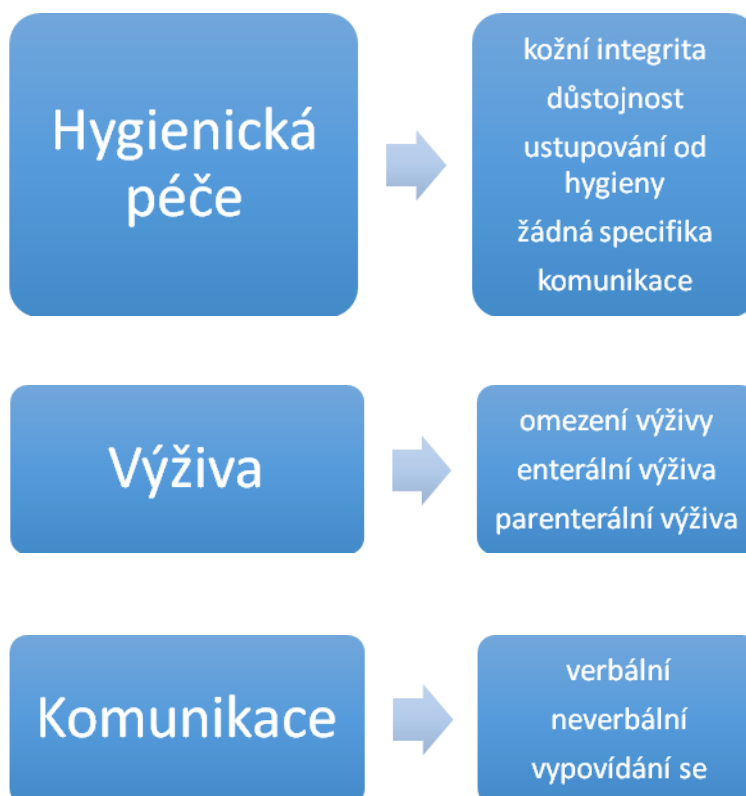 Hygienická
péče
kožní integrita
důstojnost
ustupování od
hygieny
žádná specifika
komunikace
Výživa
omezení výživy
enterální výživa
parenterální výživa
Komunikace
verbální
neverbální
vypovídání se